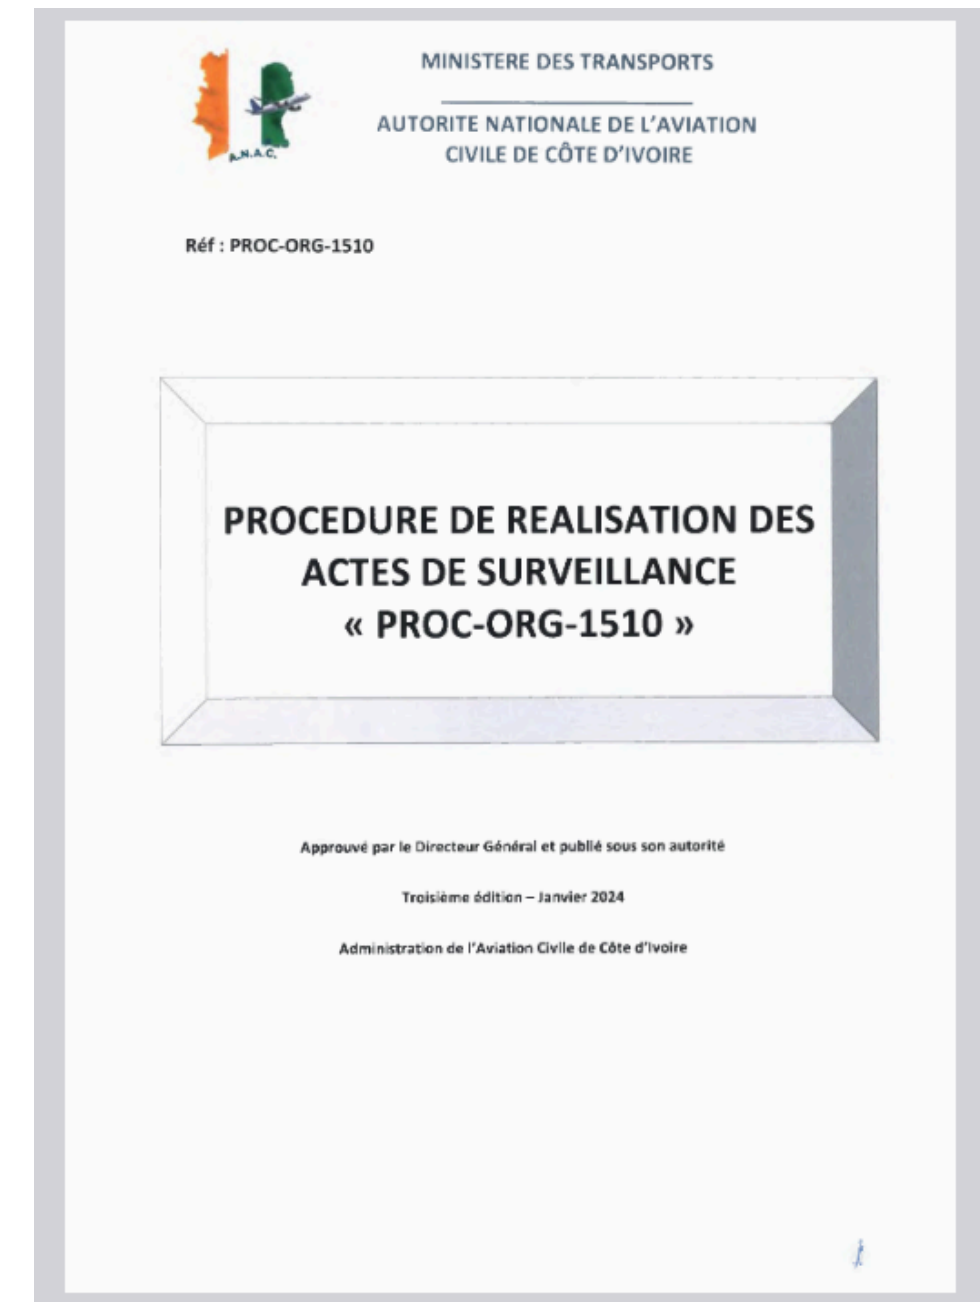 MINISTERE DES TRANSPORTS
AUTORITE NATIONALE DE L'AVIATION
CIVILE DE CÔTE D'IVOIRE
A.N.A.C.
Réf : PROC-ORG-1510
PROCEDURE DE REALISATION DES
ACTES DE SURVEILLANCE
« PROC-ORG-1510 »
Approuvé par le Directeur Général et publié sous son autorité
Troisième édition – Janvier 2024
Administration de l'Aviation Civile de Côte d'Ivoire